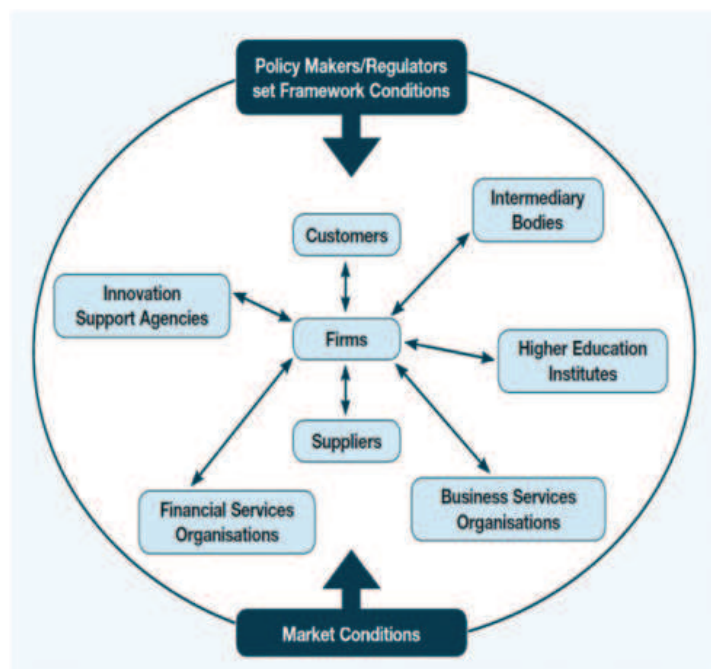 Policy Makers/Regulators
set Framework Conditions
Intermediary
Bodies
Customers
Innovation
Support Agencies
Firms
Higher Education
Institutes
Suppliers
Financial Services
Organisations
Business Services
Organisations
Market Conditions